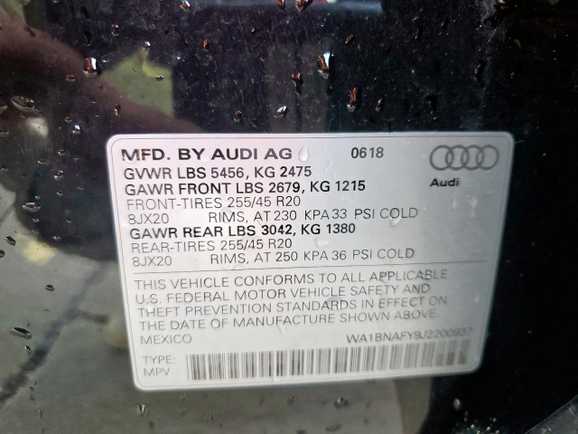 MFD. BY AUDI AG 0618
GVWR LBS 5456, KG 2475
GAWR FRONT LBS 2679, KG 1215
FRONT-TIRES 255/45 R20
8JX20 RIMS, AT 230 KPA 33 PSI COLD
GAWR REAR LBS 3042, KG 1380
REAR-TIRES 255/45 R20
8JX20 RIMS, AT 250 KPA 36 PSI COLD
Audi
THIS VEHICLE CONFORMS TO ALL APPLICABLE
U.S. FEDERAL MOTOR VEHICLE SAFETY AND
THEFT PREVENTION STANDARDS IN EFFECT ON
THE DATE OF MANUFACTURE SHOWN ABOVE.
MEXICO WA1BNAFY9J2200937
TYPE:
MPV